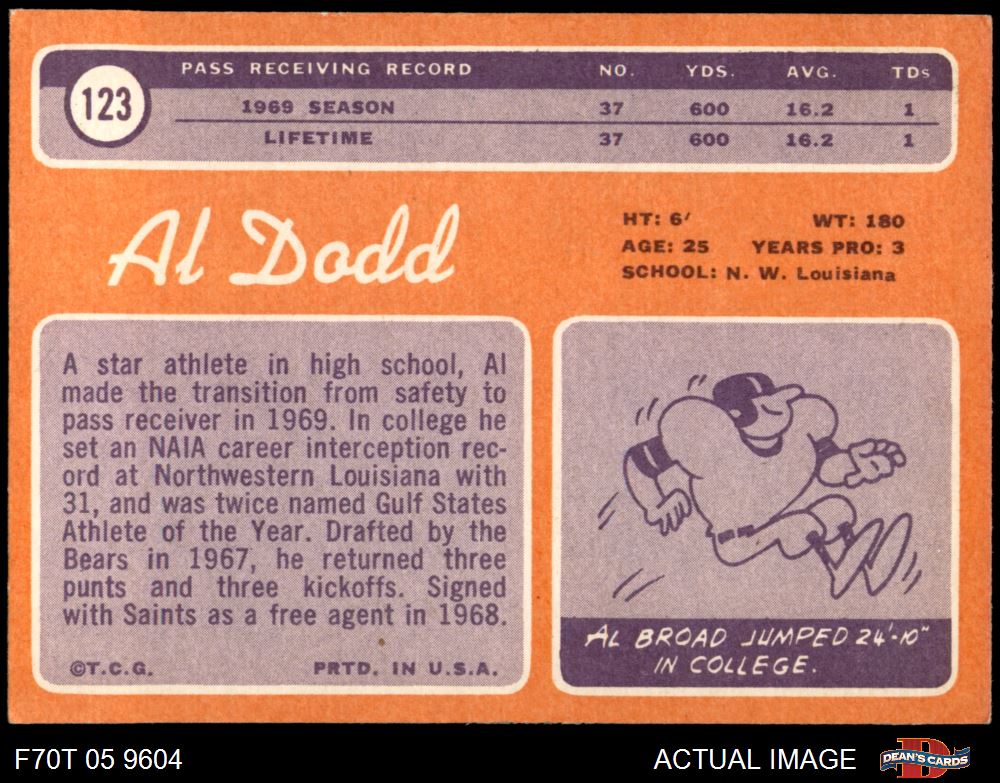 PASS RECEIVING RECORD NO. YDS. AVG. TDs
123
1969 SEASON 37 600 16.2 1
LIFETIME 37 600 16.2 1
Al Dodd
HT: 6' WT: 180
AGE: 25 YEARS PRO: 3
SCHOOL: N. W. Louisiana
A star athlete in high school, Al
made the transition from safety to
pass receiver in 1969. In college he
set an NAIA career interception rec-
ord at Northwestern Louisiana with
31, and was twice named Gulf States
Athlete of the Year. Drafted by the
Bears in 1967, he returned three
punts and three kickoffs. Signed
with Saints as a free agent in 1968.
©T.C.G. PRTD. IN U.S.A.
AL BROAD JUMPED 24'-10"
IN COLLEGE.
F70T 05 9604 ACTUAL IMAGE DEAN'S CARDS